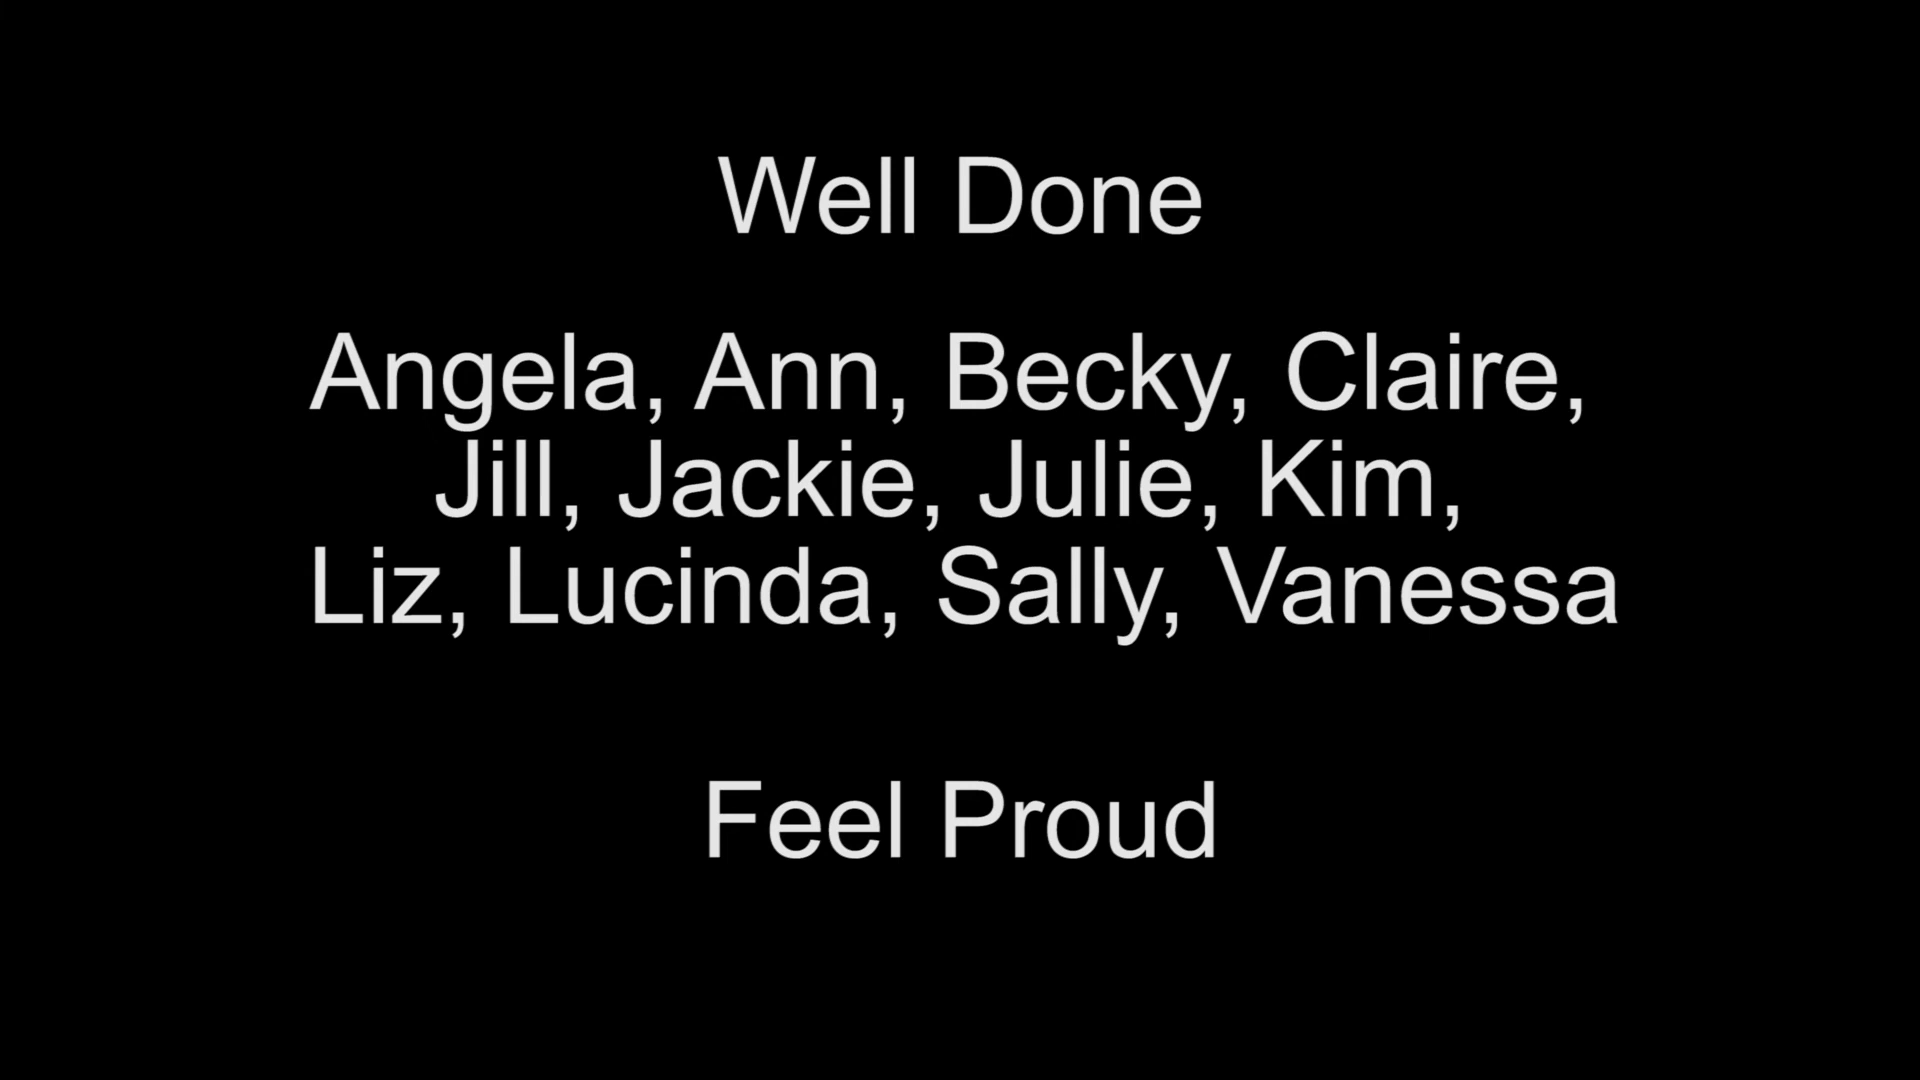 Well Done
Angela, Ann, Becky, Claire,
Jill, Jackie, Julie, Kim,
Liz, Lucinda, Sally, Vanessa
Feel Proud